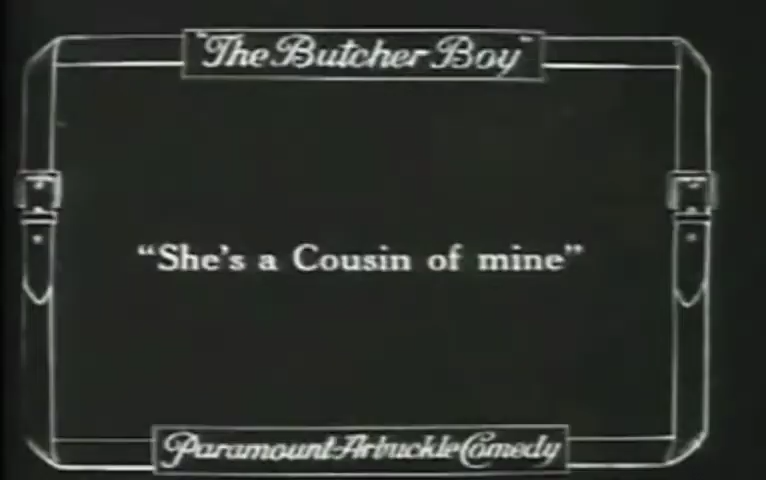 "The Butcher Boy"
“She's a Cousin of mine”
Paramount-Arbuckle Comedy